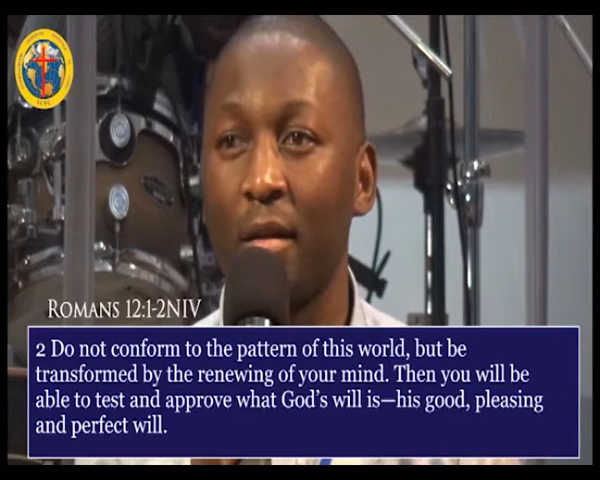 ROMANS 12:1-2NIV
2 Do not conform to the pattern of this world, but be
transformed by the renewing of your mind. Then you will be
able to test and approve what God's will is—his good, pleasing
and perfect will.